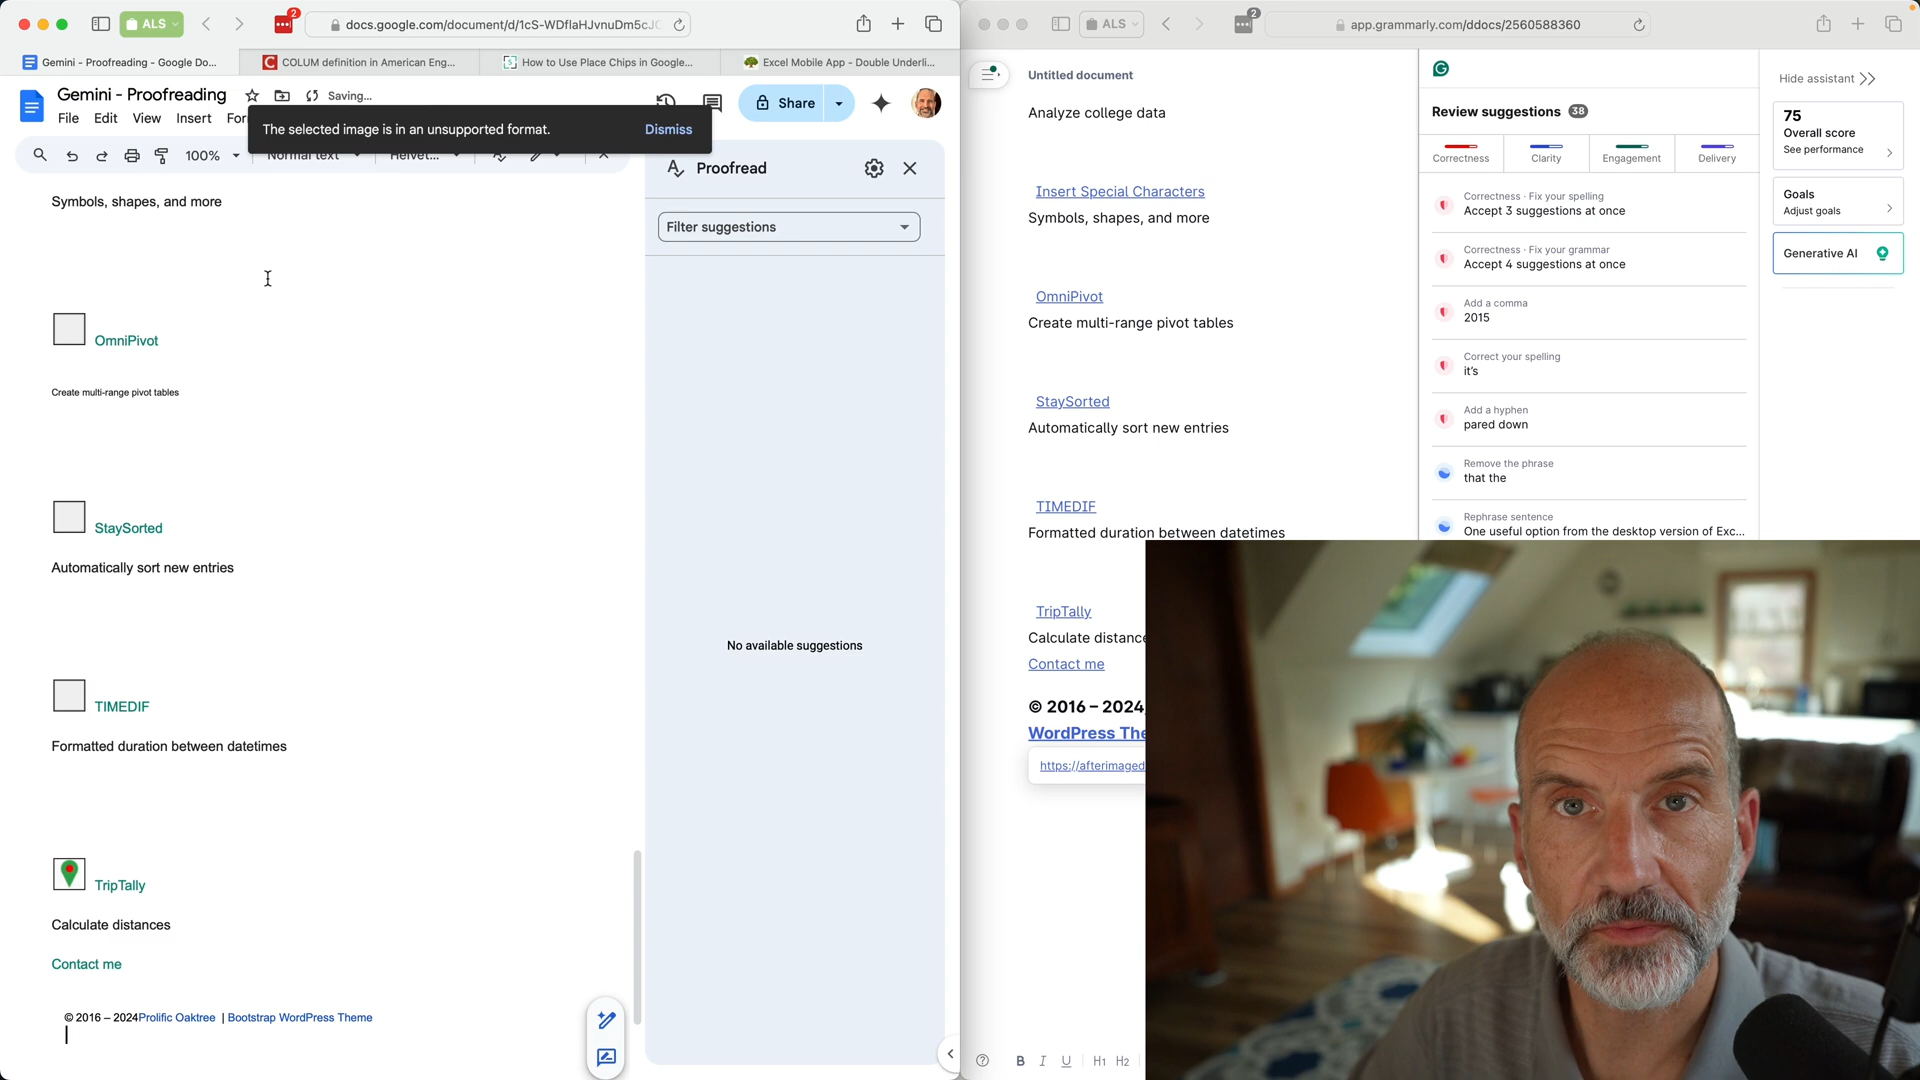 ALS
2
docs.google.com/document/d/1cS-WDflaHJvnuDm5cJC
Gemini - Proofreading - Google Do...
COLUM definition in American Eng...
How to Use Place Chips in Google...
Excel Mobile App - Double Underli...
Gemini - Proofreading
Saving...
File Edit View Insert For
Share
The selected image is in an unsupported format.
Dismiss
100%
Normal text
Helvet...
Proofread
Filter suggestions
No available suggestions
Symbols, shapes, and more
OmniPivot
Create multi-range pivot tables
StaySorted
Automatically sort new entries
TIMEDIF
Formatted duration between datetimes
TripTally
Calculate distances
Contact me
© 2016 – 2024Prolific Oaktree | Bootstrap WordPress Theme
ALS
2
app.grammarly.com/ddocs/2560588360
Untitled document
Analyze college data
Insert Special Characters
Symbols, shapes, and more
OmniPivot
Create multi-range pivot tables
StaySorted
Automatically sort new entries
TIMEDIF
Formatted duration between datetimes
TripTally
Calculate distance
Contact me
© 2016 – 2024
WordPress The
https://afterimaged
B I U H1 H2
Review suggestions 38
Correctness
Clarity
Engagement
Delivery
Correctness · Fix your spelling
Accept 3 suggestions at once
Correctness · Fix your grammar
Accept 4 suggestions at once
Add a comma
2015
Correct your spelling
it's
Add a hyphen
pared down
Remove the phrase
that the
Rephrase sentence
One useful option from the desktop version of Exc...
Hide assistant
75
Overall score
See performance
Goals
Adjust goals
Generative AI